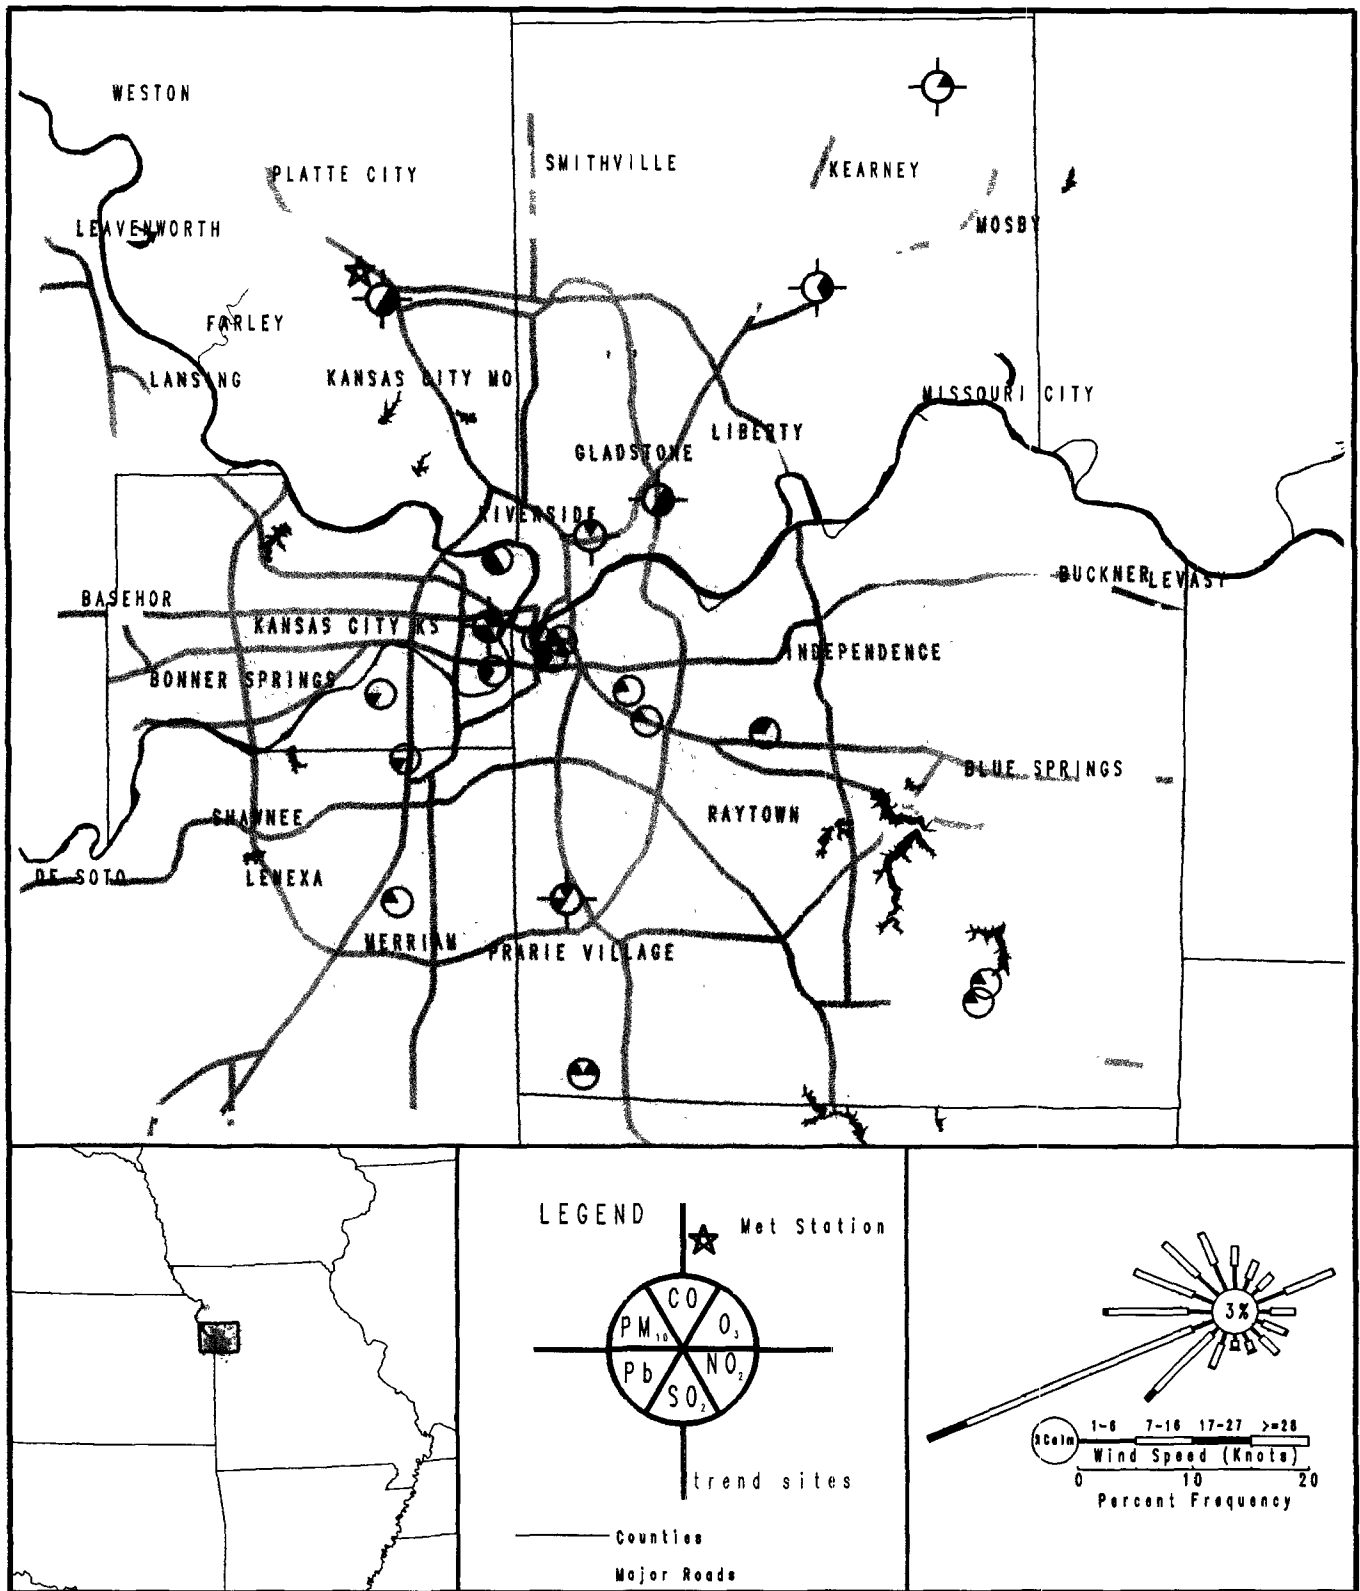 WESTON
PLATTE CITY
SMITHVILLE
KEARNEY
LEAVENWORTH
MOSBY
FARLEY
LANSING
KANSAS CITY MO
MISSOURI CITY
LIBERTY
GLADSTONE
RIVERSIDE
BUCKNER
LEVASY
BASEHOR
KANSAS CITY KS
INDEPENDENCE
BONNER SPRINGS
BLUE SPRINGS
SHAWNEE
RAYTOWN
DE SOTO
LENEXA
MERRIAM
PRARIE VILLAGE
LEGEND
Met Station
CO
PM10
O3
Pb
NO2
SO2
trend sites
Counties
Major Roads
3%
%Calm
1-6 7-16 17-27 >=28
Wind Speed (Knots)
0 10 20
Percent Frequency